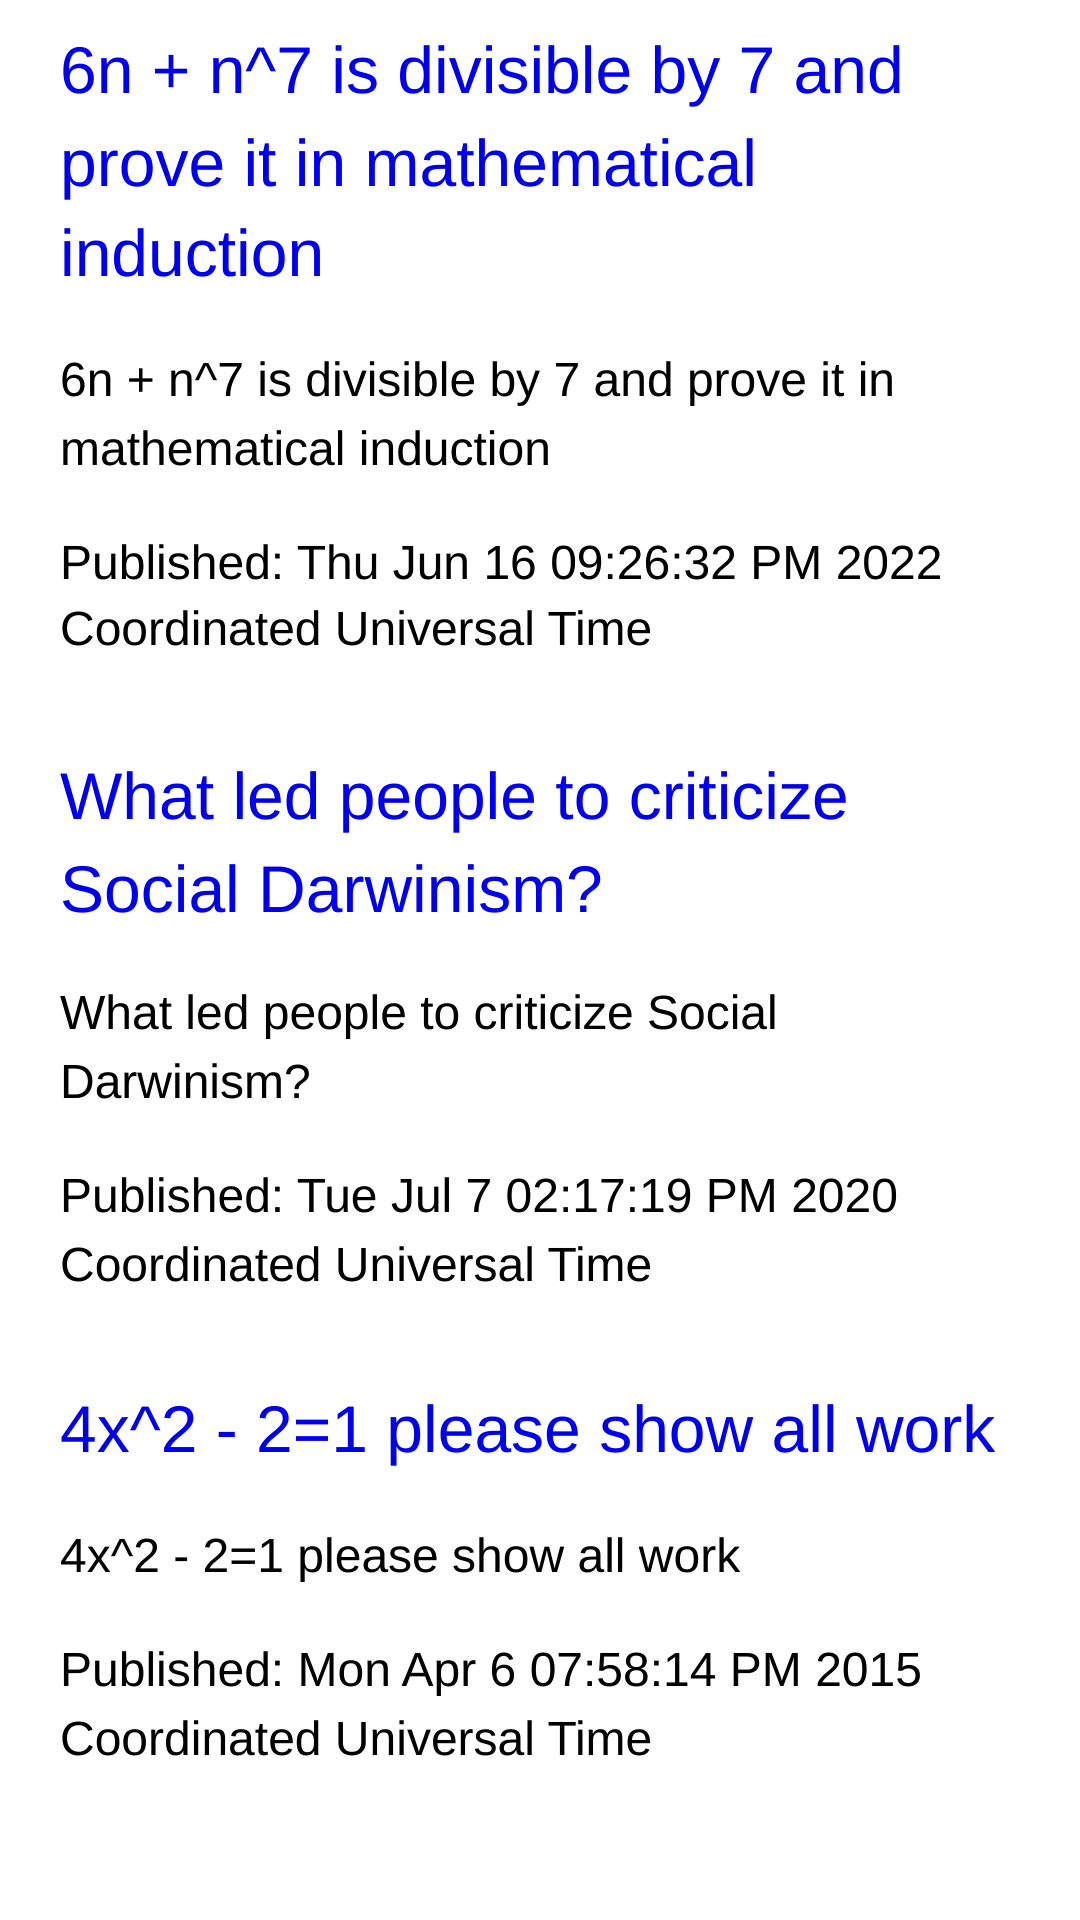 6n + n^7 is divisible by 7 and
prove it in mathematical
induction
6n + n^7 is divisible by 7 and prove it in
mathematical induction
Published: Thu Jun 16 09:26:32 PM 2022
Coordinated Universal Time
What led people to criticize
Social Darwinism?
What led people to criticize Social
Darwinism?
Published: Tue Jul 7 02:17:19 PM 2020
Coordinated Universal Time
4x^2 - 2=1 please show all work
4x^2 - 2=1 please show all work
Published: Mon Apr 6 07:58:14 PM 2015
Coordinated Universal Time